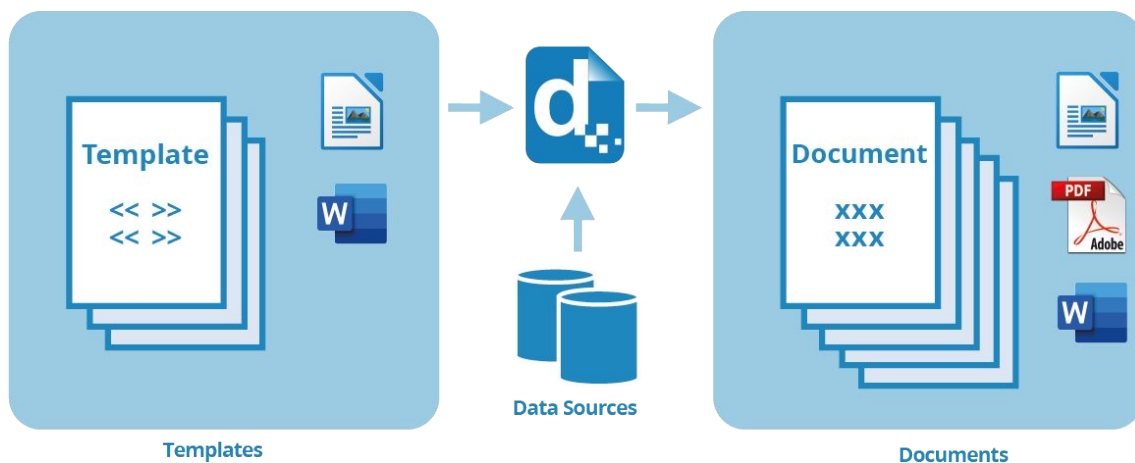 Template
<< >>
<< >>
W
Templates
d
Data Sources
Document
xxx
xxx
PDF
Adobe
W
Documents